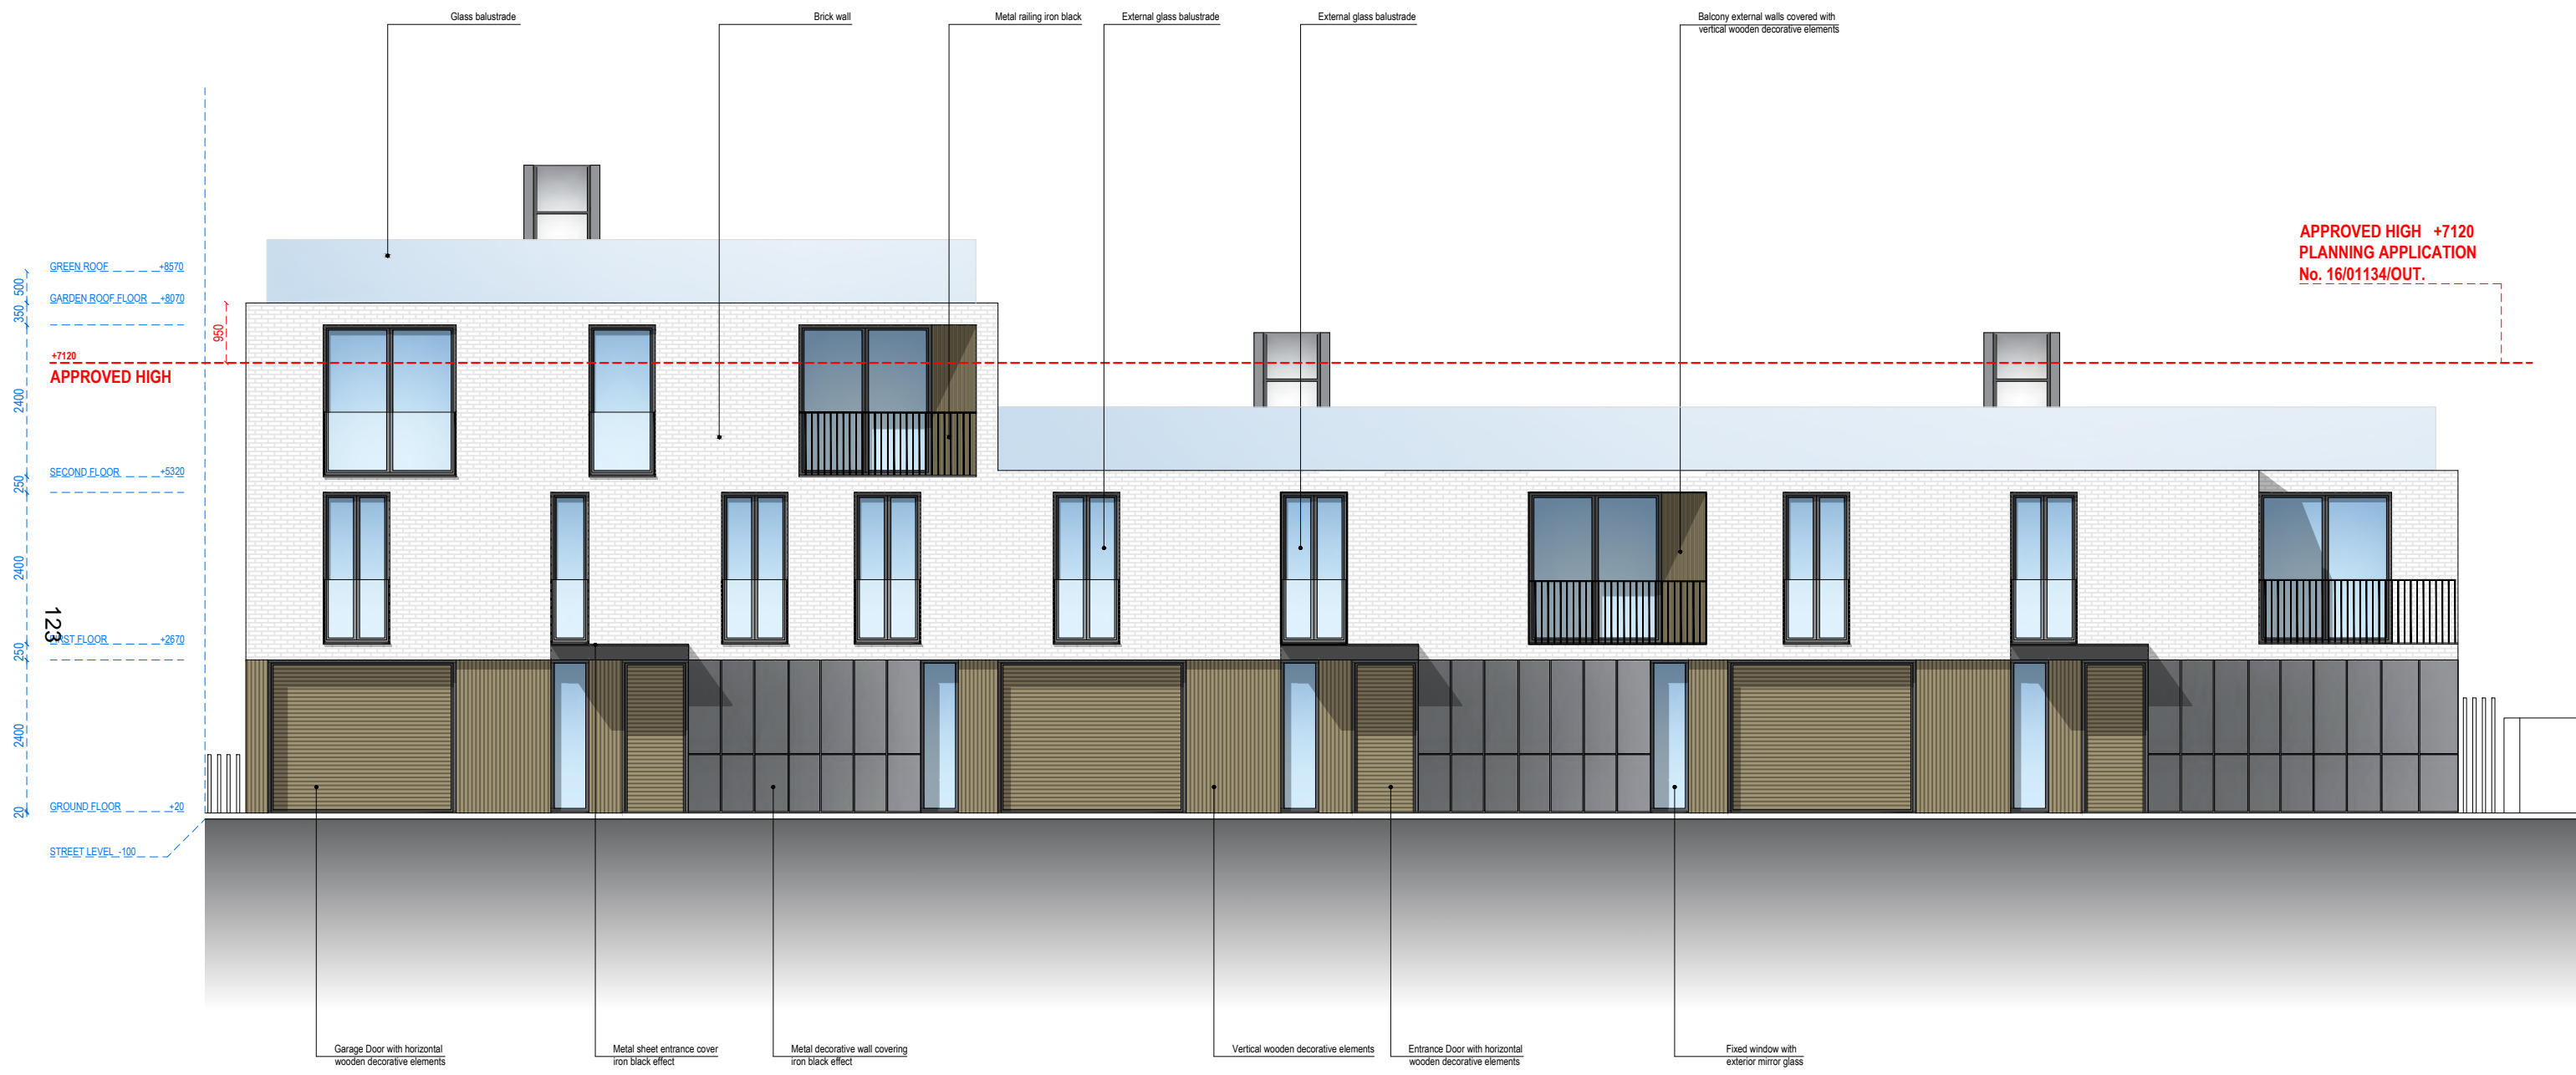 Glass balustrade
Brick wall
Metal railing iron black
External glass balustrade
External glass balustrade
Balcony external walls covered with
vertical wooden decorative elements
APPROVED HIGH +7120
PLANNING APPLICATION
No. 16/01134/OUT.
GREEN ROOF +8570
500
GARDEN ROOF FLOOR +8070
350
950
+7120
APPROVED HIGH
2400
SECOND FLOOR +5320
250
2400
123
FIRST FLOOR +2670
250
2400
GROUND FLOOR +20
20
STREET LEVEL -100
Garage Door with horizontal
wooden decorative elements
Metal sheet entrance cover
iron black effect
Metal decorative wall covering
iron black effect
Vertical wooden decorative elements
Entrance Door with horizontal
wooden decorative elements
Fixed window with
exterior mirror glass